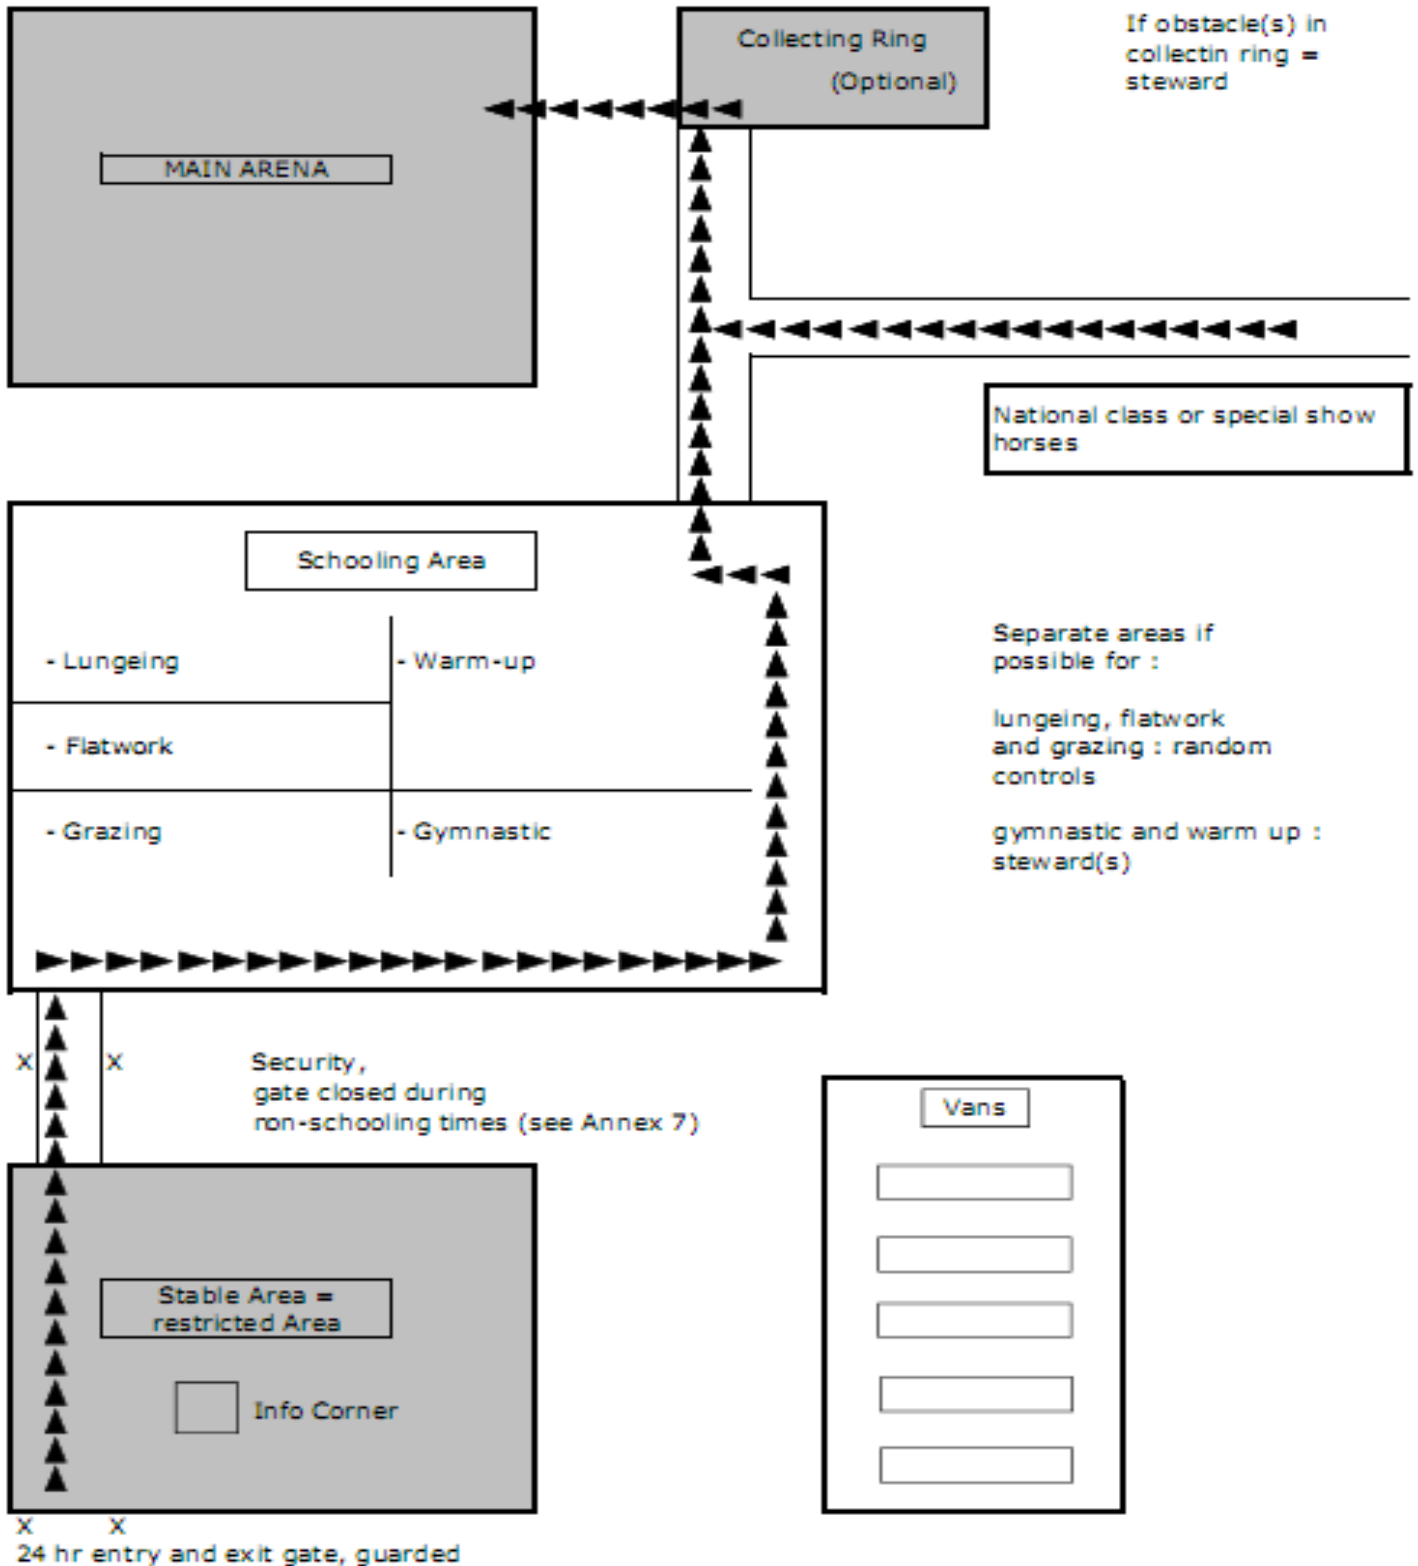 Collecting Ring
(Optional)
If obstacle(s) in
collectin ring =
steward
MAIN ARENA
National class or special show
horses
Schooling Area
- Lungeing
- Warm-up
- Flatwork
- Grazing
- Gymnastic
Separate areas if
possible for :
lungeing, flatwork
and grazing : random
controls
gymnastic and warm up :
steward(s)
X X
Security,
gate closed during
non-schooling times (see Annex 7)
Vans
Stable Area =
restricted Area
Info Corner
X X
24 hr entry and exit gate, guarded